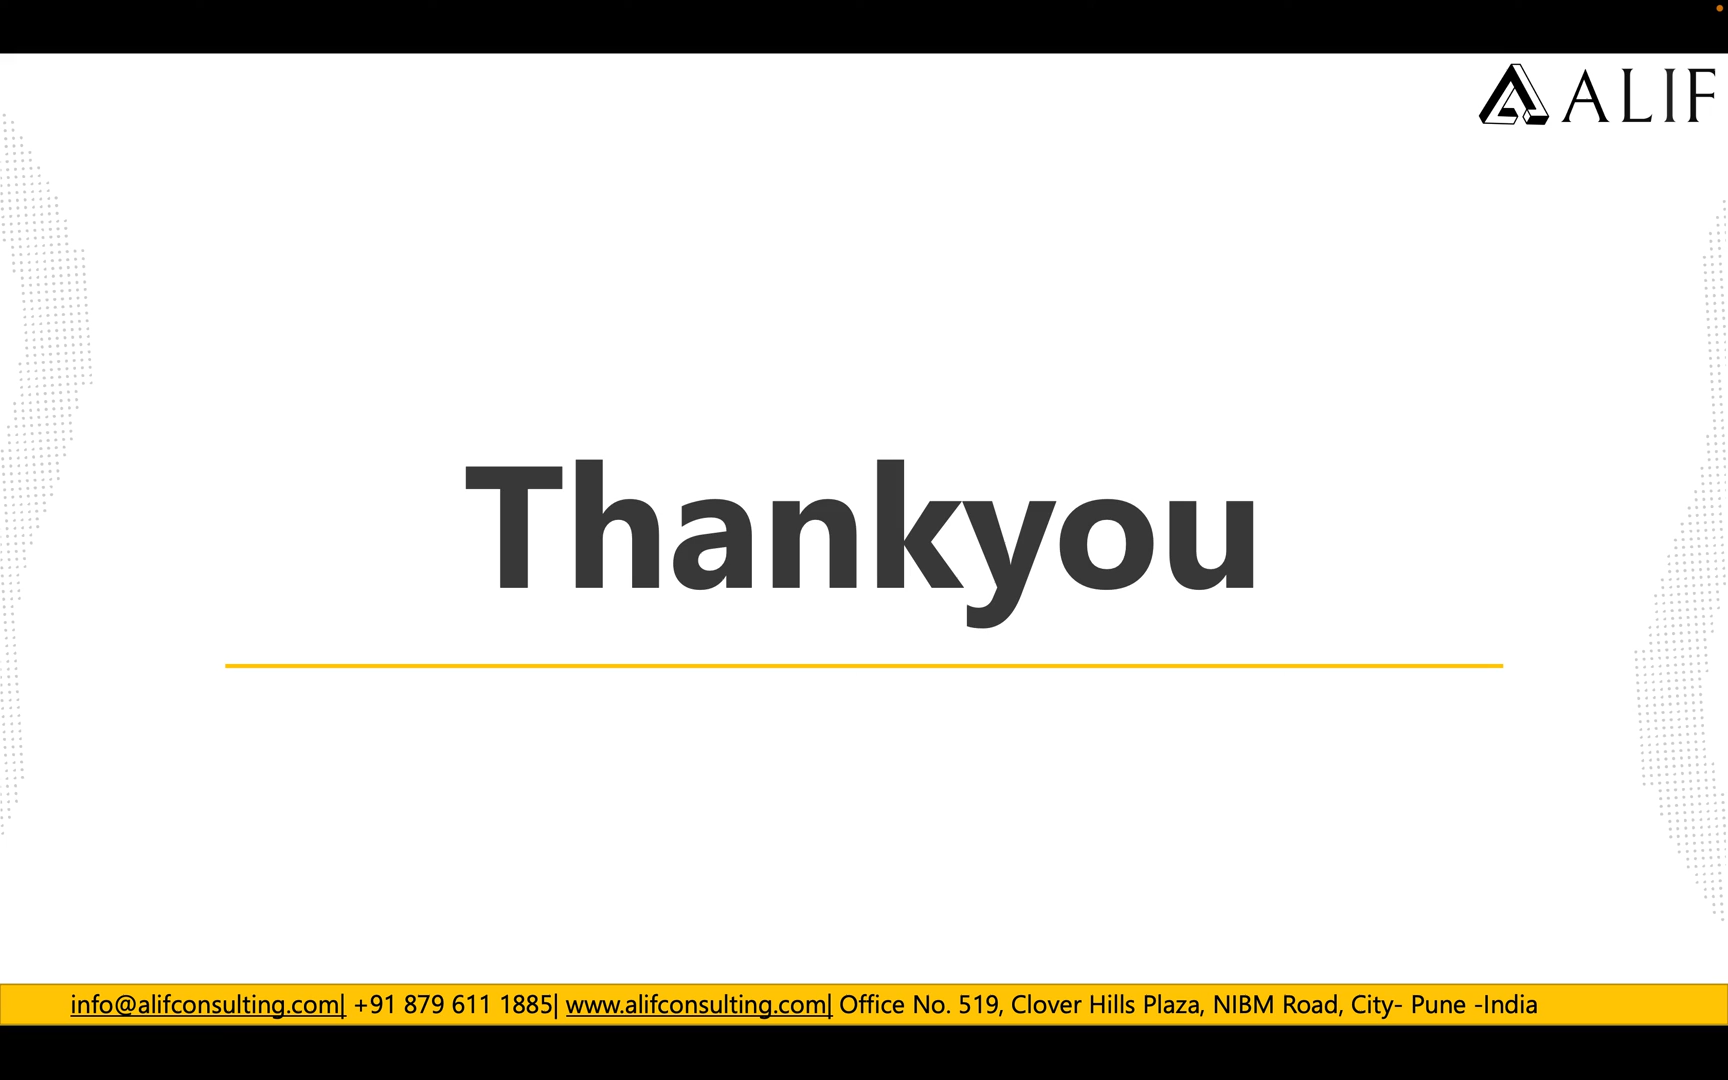 ALIF
Thankyou
info@alifconsulting.com| +91 879 611 1885| www.alifconsulting.com| Office No. 519, Clover Hills Plaza, NIBM Road, City- Pune -India